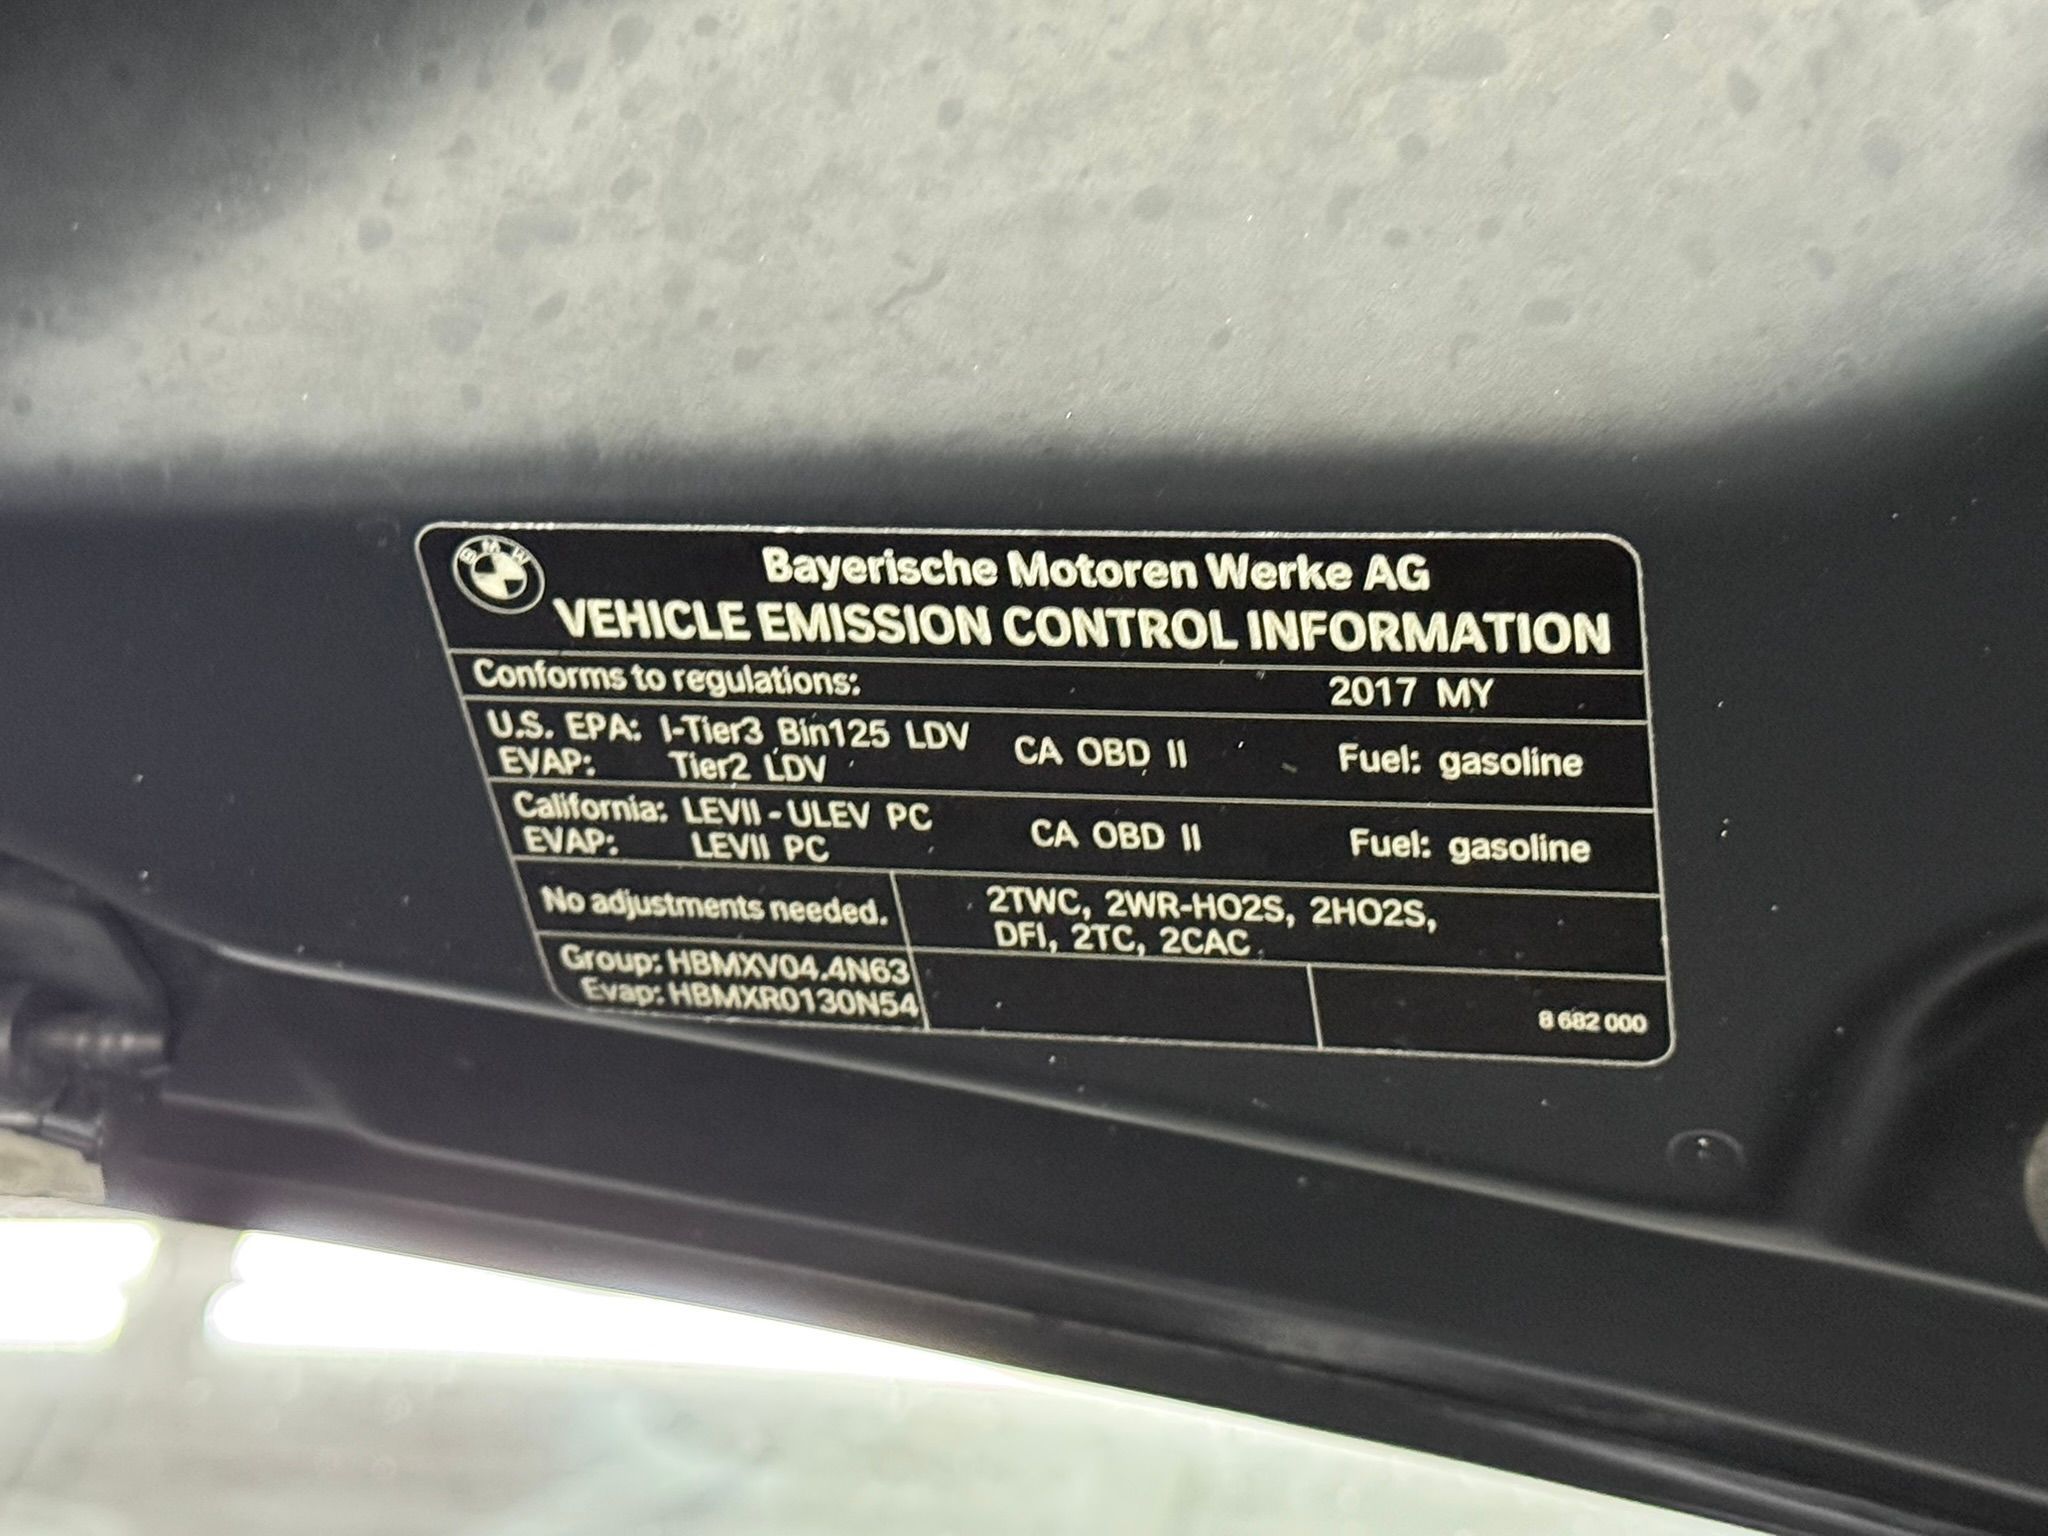 BMW
Bayerische Motoren Werke AG
VEHICLE EMISSION CONTROL INFORMATION
Conforms to regulations: 2017 MY
U.S. EPA: I-Tier3 Bin125 LDV CA OBD II Fuel: gasoline
EVAP: Tier2 LDV
California: LEVII - ULEV PC CA OBD II Fuel: gasoline
EVAP: LEVII PC
No adjustments needed. 2TWC, 2WR-HO2S, 2HO2S,
DFI, 2TC, 2CAC
Group: HBMXV04.4N63
Evap: HBMXR0130N54
8 682 000